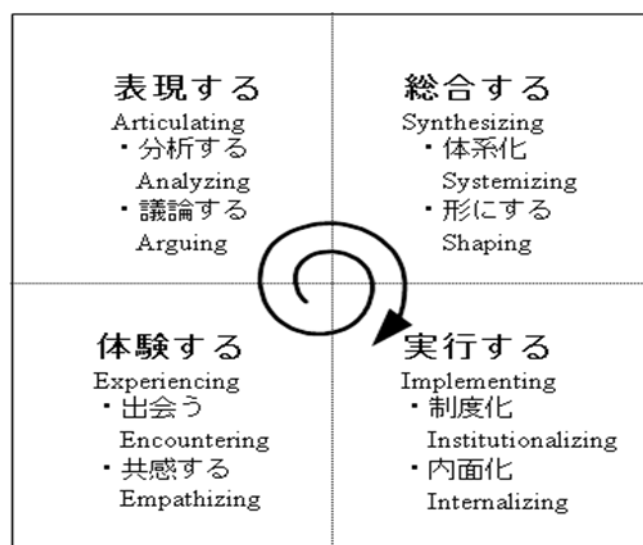 表現する
Articulating
・分析する
Analyzing
・議論する
Arguing
総合する
Synthesizing
・体系化
Systemizing
・形にする
Shaping
体験する
Experiencing
・出会う
Encountering
・共感する
Empathizing
実行する
Implementing
・制度化
Institutionalizing
・内面化
Internalizing